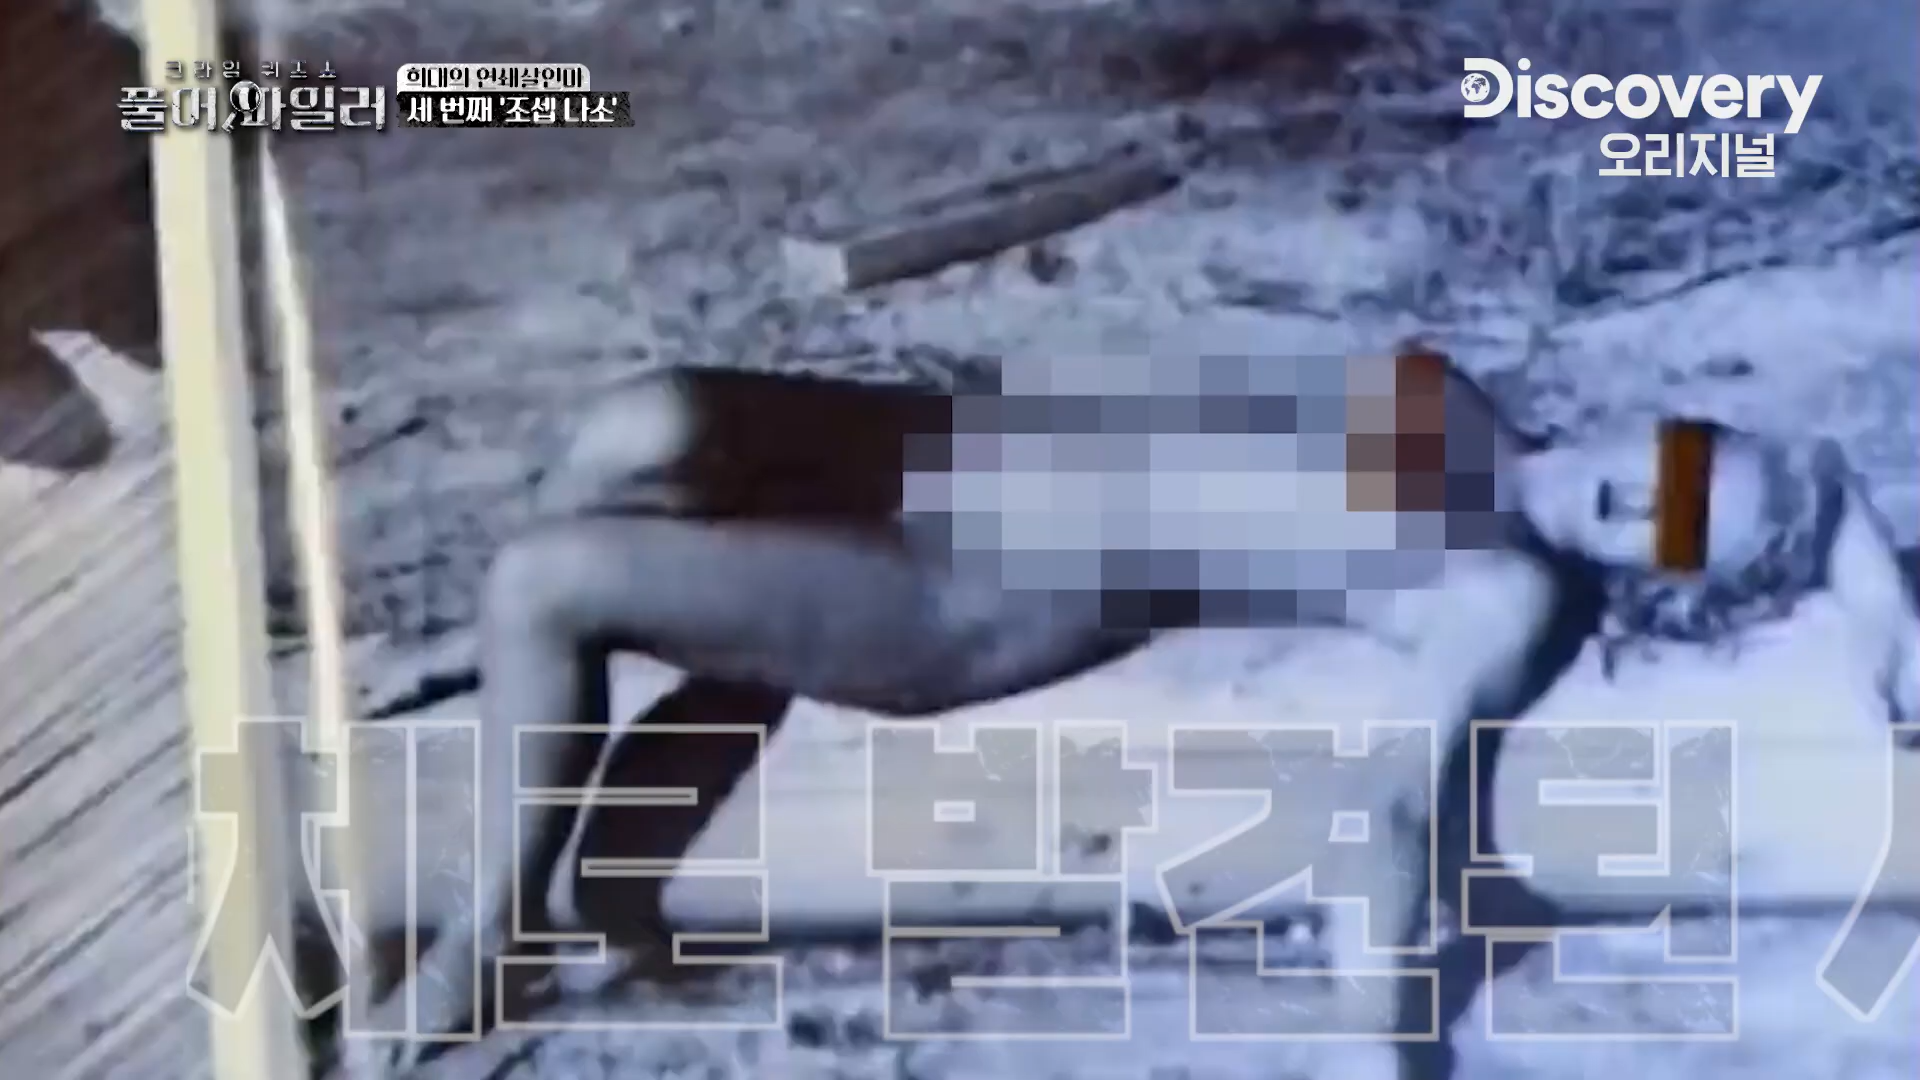 크라임 퀴즈쇼
풀어파일러
희대의 연쇄살인마
세 번째 '조셉 나소'
Discovery
오리지널
체로 발견된